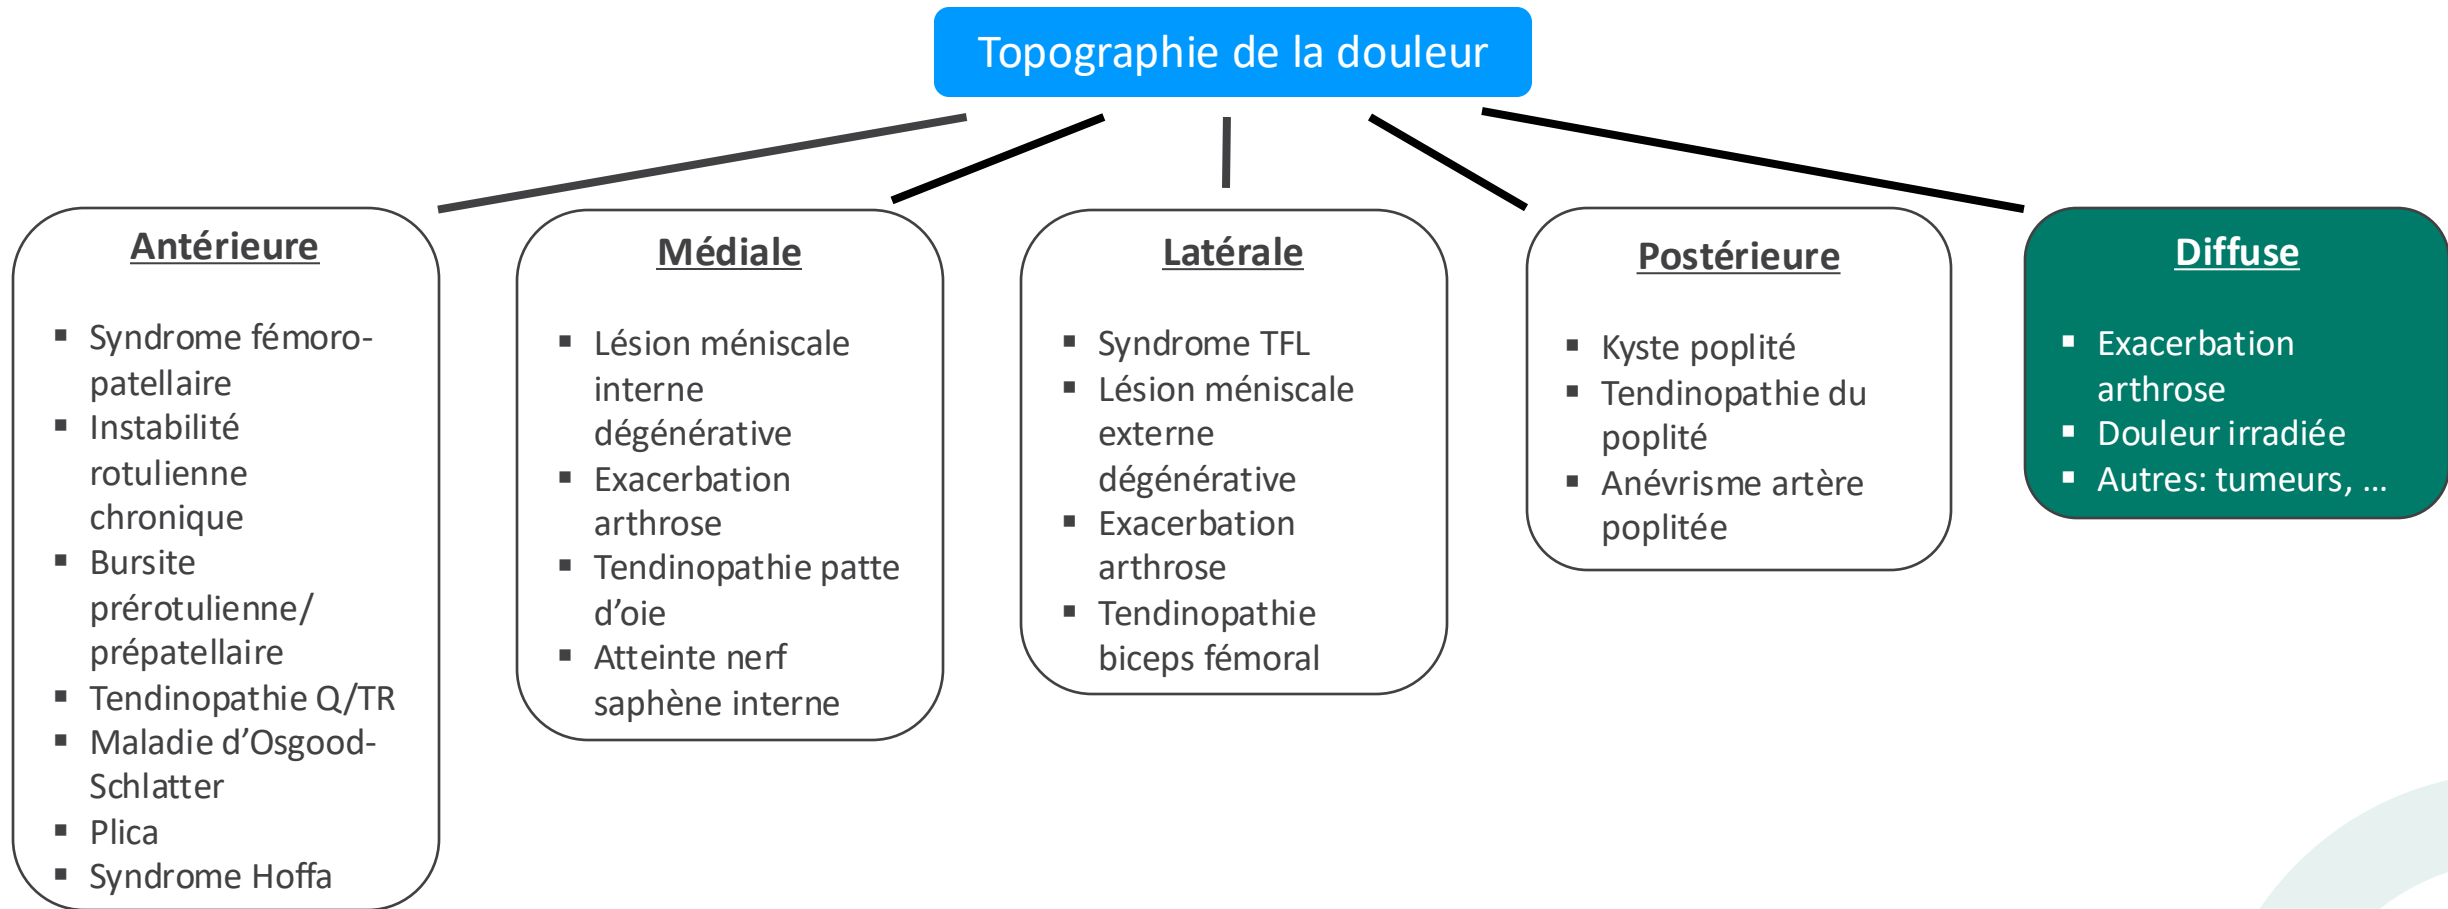 Topographie de la douleur
Antérieure
▪ Syndrome fémoro-
patellaire
▪ Instabilité
rotulienne
chronique
▪ Bursite
prérotulienne/
prépatellaire
▪ Tendinopathie Q/TR
▪ Maladie d’Osgood-
Schlatter
▪ Plica
▪ Syndrome Hoffa
Médiale
▪ Lésion méniscale
interne
dégénérative
▪ Exacerbation
arthrose
▪ Tendinopathie patte
d’oie
▪ Atteinte nerf
saphène interne
Latérale
▪ Syndrome TFL
▪ Lésion méniscale
externe
dégénérative
▪ Exacerbation
arthrose
▪ Tendinopathie
biceps fémoral
Postérieure
▪ Kyste poplité
▪ Tendinopathie du
poplité
▪ Anévrisme artère
poplitée
Diffuse
▪ Exacerbation
arthrose
▪ Douleur irradiée
▪ Autres: tumeurs, …